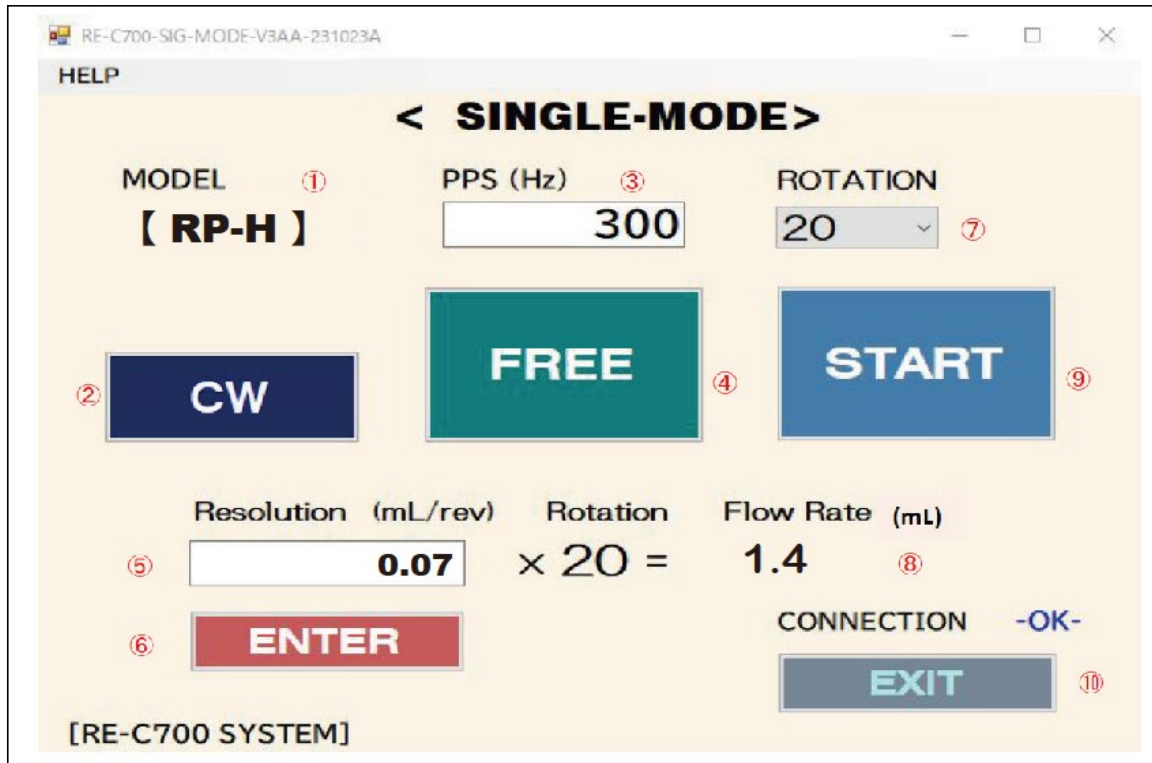 RE-C700-SIG-MODE-V3AA-231023A
HELP
< SINGLE-MODE>
MODEL ① PPS (Hz) ③ ROTATION
【 RP-H 】 300 20 ⑦
② CW FREE ④ START ⑨
Resolution (mL/rev) Rotation Flow Rate (mL)
⑤ 0.07 × 20 = 1.4 ⑧
⑥ ENTER
CONNECTION -OK-
EXIT ⑩
[RE-C700 SYSTEM]